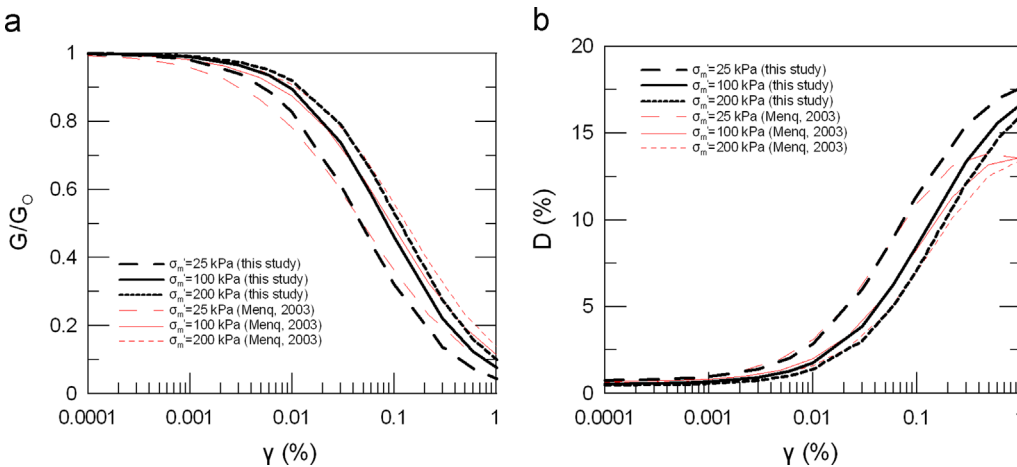 a
G/G₀
1
0.8
0.6
0.4
0.2
0
σm'=25 kPa (this study)
σm'=100 kPa (this study)
σm'=200 kPa (this study)
σm'=25 kPa (Menq, 2003)
σm'=100 kPa (Menq, 2003)
σm'=200 kPa (Menq, 2003)
0.0001 0.001 0.01 0.1 1
γ (%)
b
D (%)
20
15
10
5
0
σm'=25 kPa (this study)
σm'=100 kPa (this study)
σm'=200 kPa (this study)
σm'=25 kPa (Menq, 2003)
σm'=100 kPa (Menq, 2003)
σm'=200 kPa (Menq, 2003)
0.0001 0.001 0.01 0.1 1
γ (%)